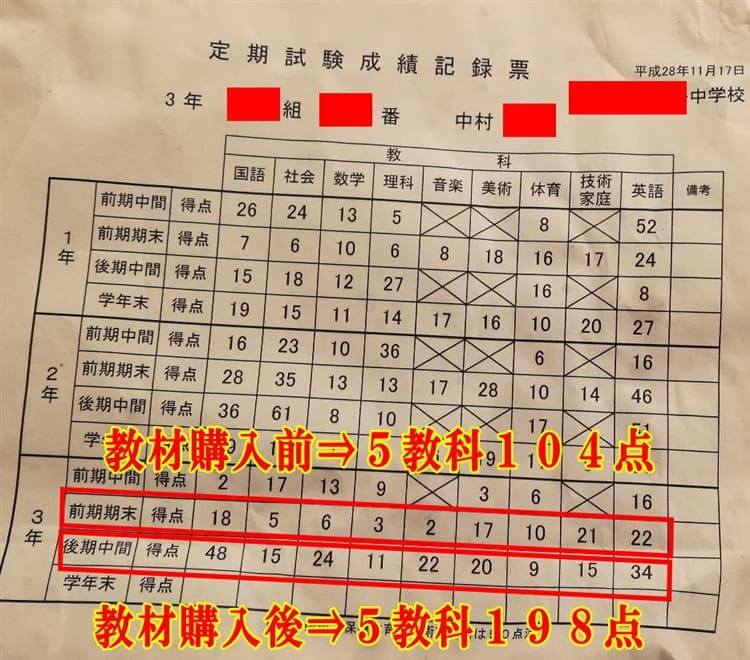 定期試験成績記録票
平成28年11月17日
3年 組 番 中村 中学校
教科
国語 社会 数学 理科 音楽 美術 体育 技術家庭 英語 備考
1年
前期中間 得点 26 24 13 5 8 52
前期期末 得点 7 6 10 6 8 18 16 17 24
後期中間 得点 15 18 12 27 16 8
学年末 得点 19 15 11 14 17 16 10 20 27
2年
前期中間 得点 16 23 10 36 6 16
前期期末 得点 28 35 13 13 17 28 10 14 46
後期中間 得点 36 61 8 10 17
教材購入前⇒5教科104点
3年
前期中間 得点 2 17 13 9 3 6 16
前期期末 得点 18 5 6 3 2 17 10 21 22
後期中間 得点 48 15 24 11 22 20 9 15 34
学年末 得点
教材購入後⇒5教科198点